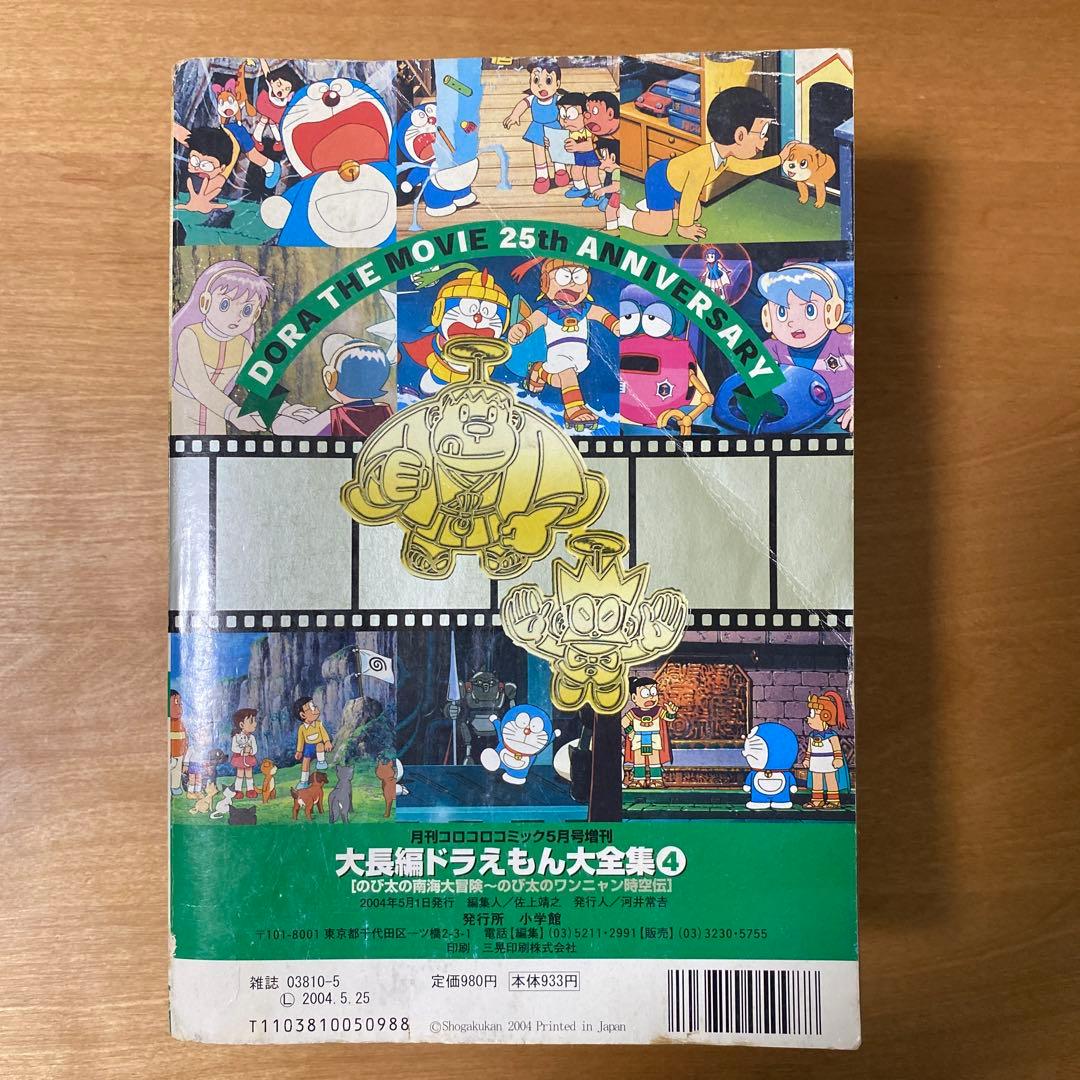 DORA THE MOVIE 25th ANNIVERSARY
月刊コロコロコミック5月号増刊
大長編ドラえもん大全集4
[のび太の南海大冒険〜のび太のワンニャン時空伝]
2004年5月1日発行 編集人/佐上靖之 発行人/河井常吉
発行所 小学館
〒101-8001 東京都千代田区一ツ橋2-3-1 電話【編集】(03)5211・2991【販売】(03)3230・5755
印刷 三晃印刷株式会社
雑誌 03810-5 定価980円 本体933円
Ⓛ 2004.5.25
T1103810050988 ©Shogakukan 2004 Printed in Japan